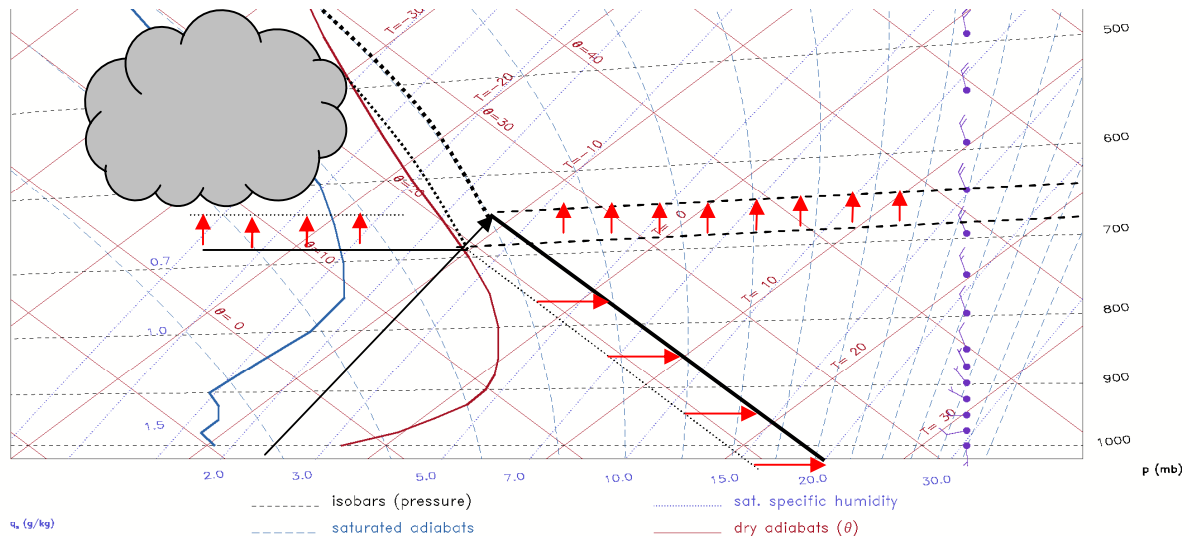 T=-30
500
θ=40
T=-20
θ=30
600
T=-10
0
T=
700
θ=10
0.7
T= 10
θ= 0
800
1.0
T= 20
900
T= 30
1.5
1000
2.0
3.0
5.0
7.0
10.0
15.0
20.0
30.0
p (mb)
isobars (pressure)
sat. specific humidity
qs (g/kg)
saturated adiabats
dry adiabats (θ)